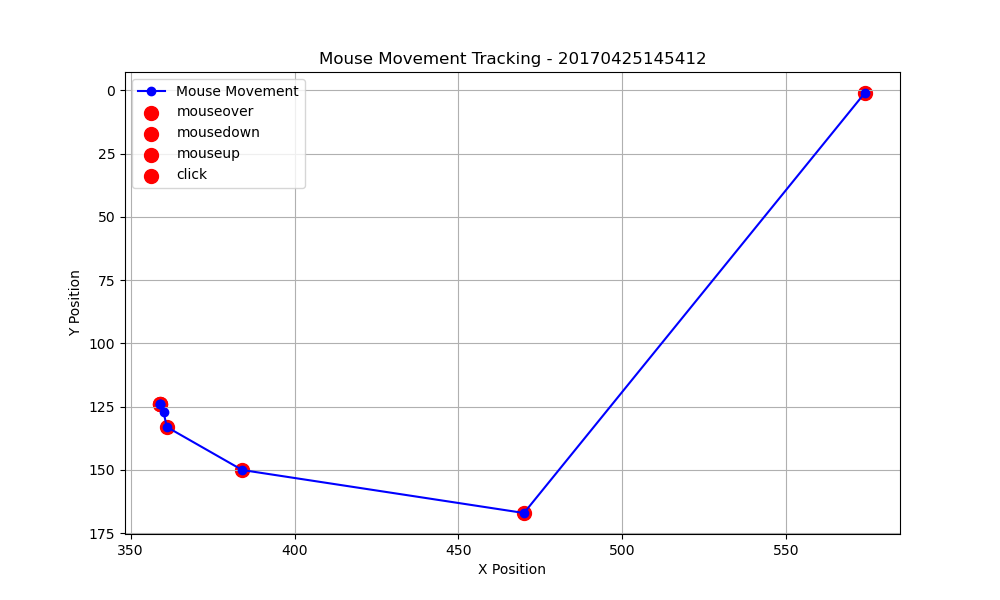 Mouse Movement Tracking - 20170425145412
Mouse Movement
mouseover
mousedown
mouseup
click
0
25
50
75
100
125
150
175
Y Position
350
400
450
500
550
X Position